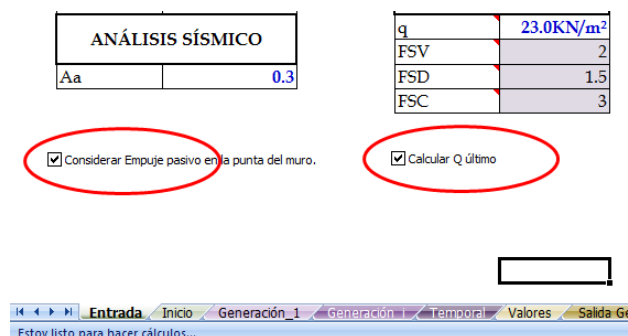 ANÁLISIS SÍSMICO
Aa 0.3
q 23.0KN/m²
FSV 2
FSD 1.5
FSC 3
Considerar Empuje pasivo en la punta del muro.
Calcular Q último
Entrada Inicio Generación_1 Generación Temporal Valores Salida Ge
Estoy listo para hacer cálculos...